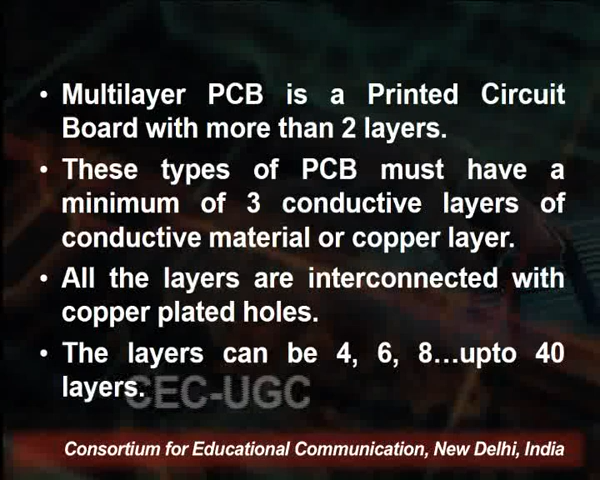 • Multilayer PCB is a Printed Circuit
Board with more than 2 layers.
• These types of PCB must have a
minimum of 3 conductive layers of
conductive material or copper layer.
• All the layers are interconnected with
copper plated holes.
• The layers can be 4, 6, 8...upto 40
layers.
CEC-UGC
Consortium for Educational Communication, New Delhi, India